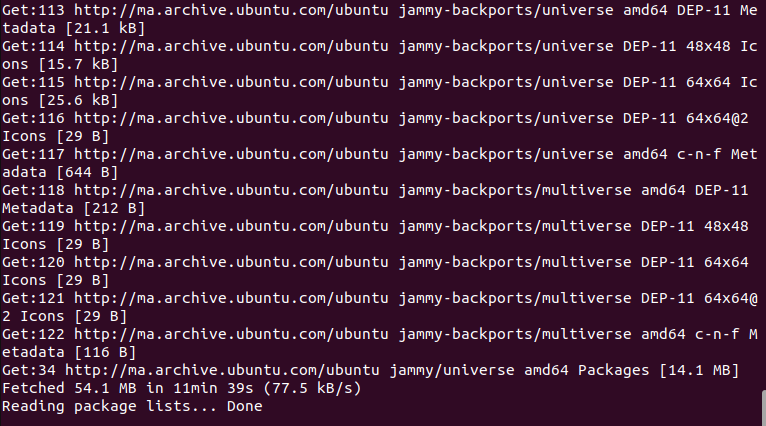 Get:113 http://ma.archive.ubuntu.com/ubuntu jammy-backports/universe amd64 DEP-11 Me
tadata [21.1 kB]
Get:114 http://ma.archive.ubuntu.com/ubuntu jammy-backports/universe DEP-11 48x48 Ic
ons [15.7 kB]
Get:115 http://ma.archive.ubuntu.com/ubuntu jammy-backports/universe DEP-11 64x64 Ic
ons [25.6 kB]
Get:116 http://ma.archive.ubuntu.com/ubuntu jammy-backports/universe DEP-11 64x64@2
Icons [29 B]
Get:117 http://ma.archive.ubuntu.com/ubuntu jammy-backports/universe amd64 c-n-f Met
adata [644 B]
Get:118 http://ma.archive.ubuntu.com/ubuntu jammy-backports/multiverse amd64 DEP-11
Metadata [212 B]
Get:119 http://ma.archive.ubuntu.com/ubuntu jammy-backports/multiverse DEP-11 48x48
Icons [29 B]
Get:120 http://ma.archive.ubuntu.com/ubuntu jammy-backports/multiverse DEP-11 64x64
Icons [29 B]
Get:121 http://ma.archive.ubuntu.com/ubuntu jammy-backports/multiverse DEP-11 64x64@
2 Icons [29 B]
Get:122 http://ma.archive.ubuntu.com/ubuntu jammy-backports/multiverse amd64 c-n-f M
etadata [116 B]
Get:34 http://ma.archive.ubuntu.com/ubuntu jammy/universe amd64 Packages [14.1 MB]
Fetched 54.1 MB in 11min 39s (77.5 kB/s)
Reading package lists... Done